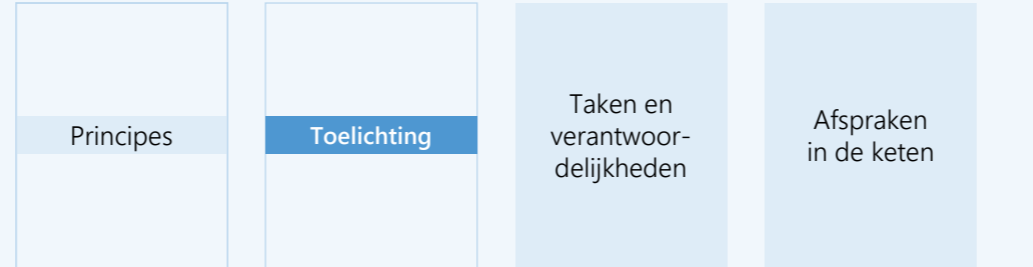 Principes
Toelichting
Taken en
verantwoor-
delijkheden
Afspraken
in de keten